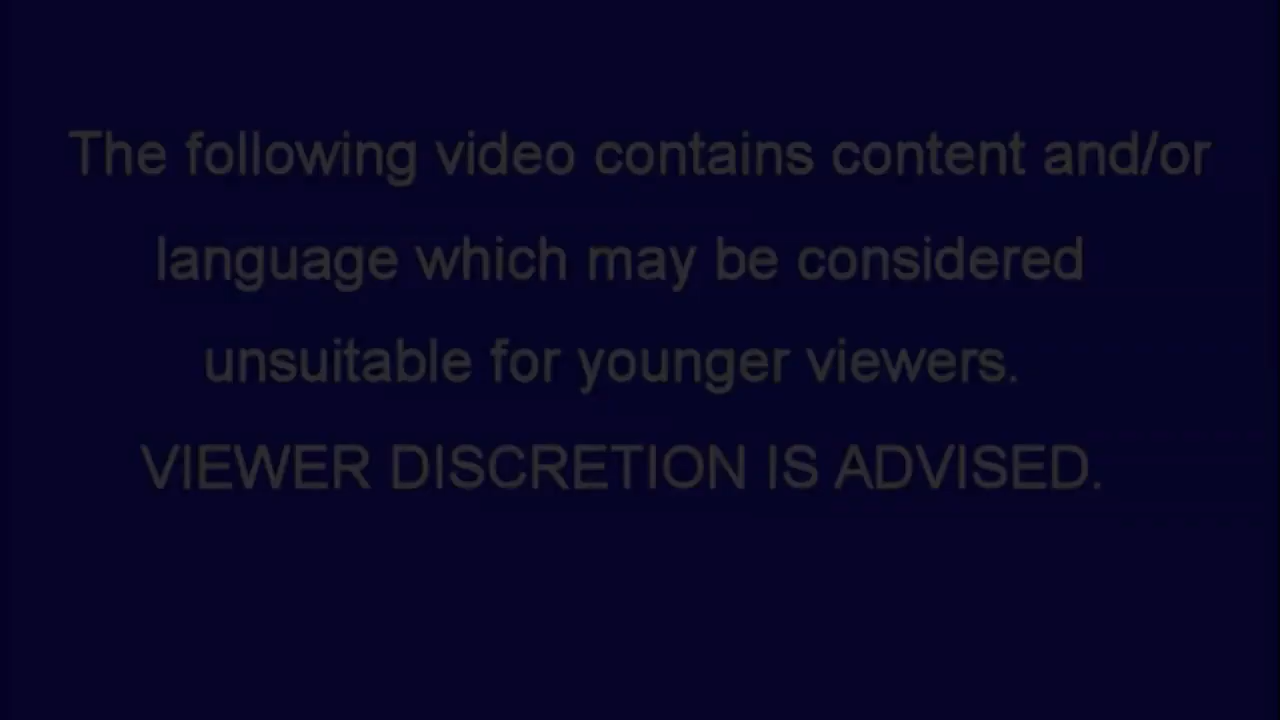 The following video contains content and/or
language which may be considered
unsuitable for younger viewers.
VIEWER DISCRETION IS ADVISED.